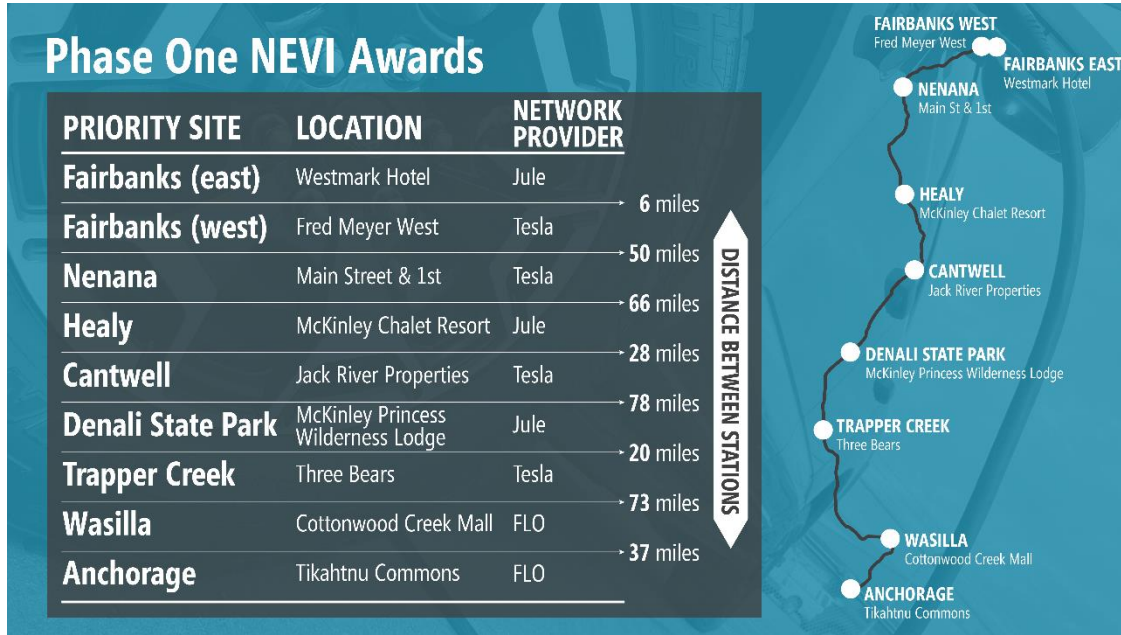 Phase One NEVI Awards
PRIORITY SITE LOCATION NETWORK PROVIDER
Fairbanks (east) Westmark Hotel Jule
6 miles
Fairbanks (west) Fred Meyer West Tesla
50 miles
Nenana Main Street & 1st Tesla
66 miles
Healy McKinley Chalet Resort Jule
28 miles
Cantwell Jack River Properties Tesla
78 miles
Denali State Park McKinley Princess Wilderness Lodge Jule
20 miles
Trapper Creek Three Bears Tesla
73 miles
Wasilla Cottonwood Creek Mall FLO
37 miles
Anchorage Tikahtnu Commons FLO
DISTANCE BETWEEN STATIONS
FAIRBANKS WEST
Fred Meyer West
FAIRBANKS EAST
Westmark Hotel
NENANA
Main St & 1st
HEALY
McKinley Chalet Resort
CANTWELL
Jack River Properties
DENALI STATE PARK
McKinley Princess Wilderness Lodge
TRAPPER CREEK
Three Bears
WASILLA
Cottonwood Creek Mall
ANCHORAGE
Tikahtnu Commons